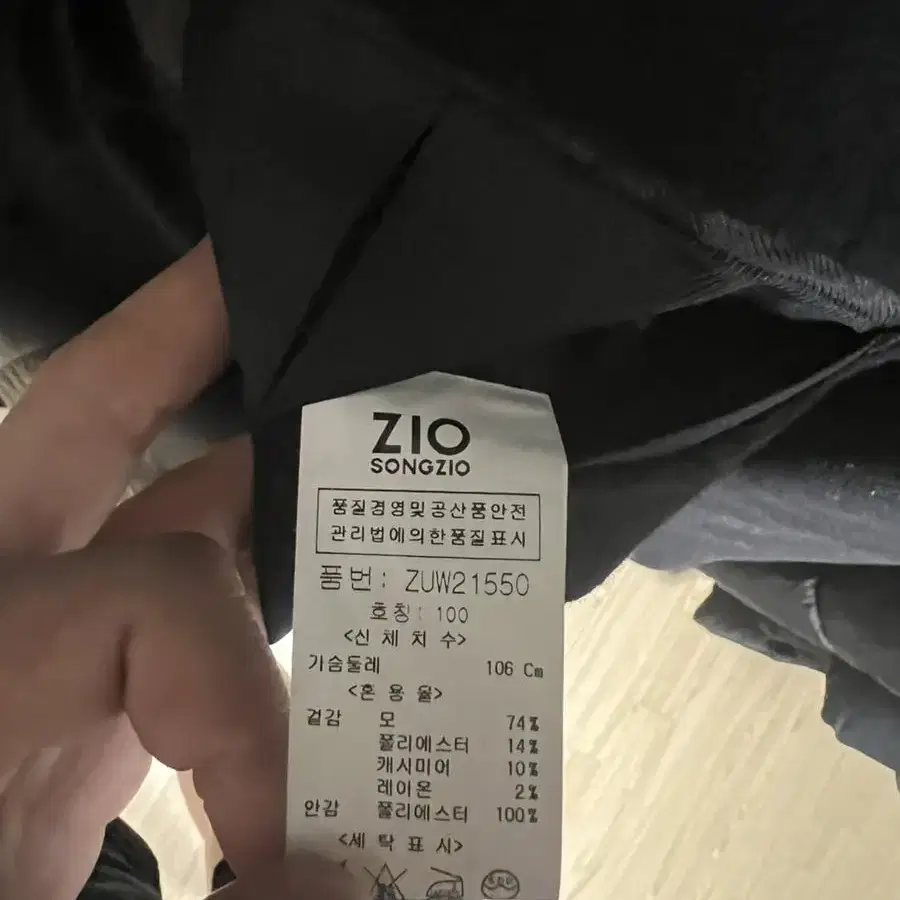 ZIO
SONGZIO
품질경영및공산품안전
관리법에의한품질표시
품번: ZUW21550
호칭: 100
<신 체 치 수>
가슴둘레 106 Cm
<혼 용 율>
겉감 모 74%
폴리에스터 14%
캐시미어 10%
레이온 2%
안감 폴리에스터 100%
<세 탁 표 시>